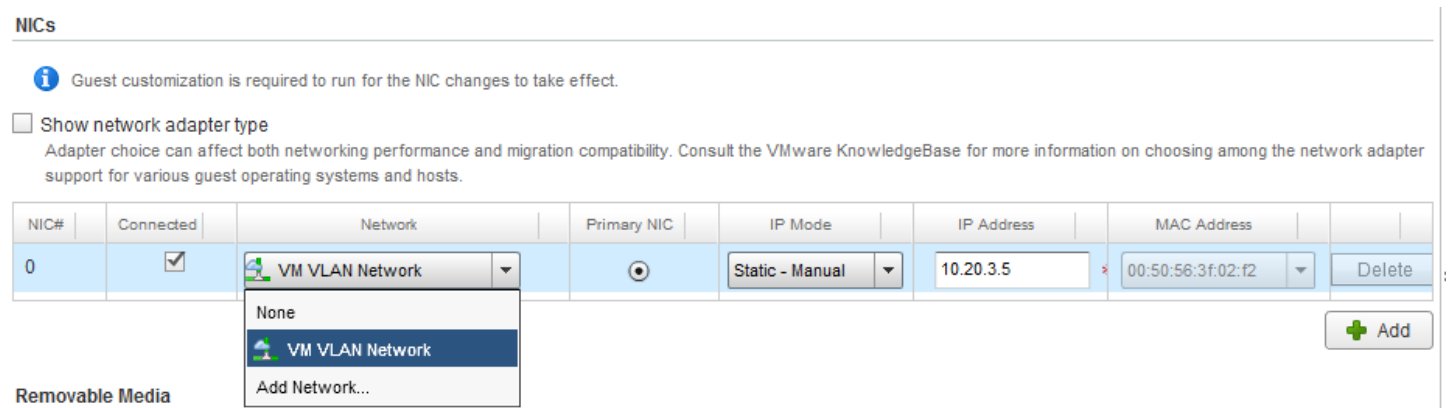 NICs
Guest customization is required to run for the NIC changes to take effect.
Show network adapter type
Adapter choice can affect both networking performance and migration compatibility. Consult the VMware KnowledgeBase for more information on choosing among the network adapter
support for various guest operating systems and hosts.
NIC# Connected Network Primary NIC IP Mode IP Address MAC Address
0 VM VLAN Network Static - Manual 10.20.3.5 * 00:50:56:3f:02:f2 Delete
None
VM VLAN Network
Add Network...
Add
Removable Media